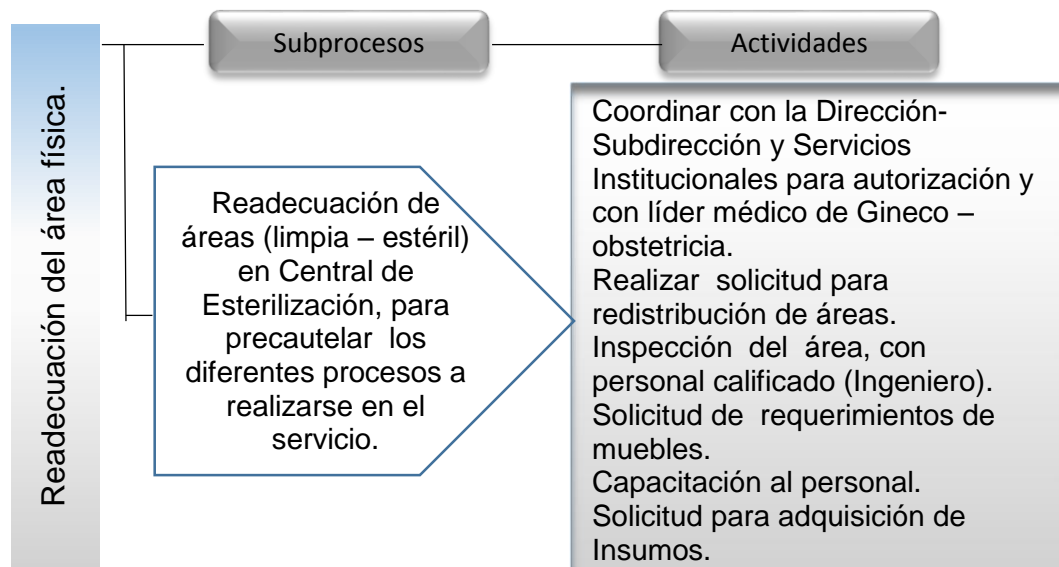 Readecuación del área física.
Subprocesos
Actividades
Readecuación de
áreas (limpia – estéril)
en Central de
Esterilización, para
precautelar los
diferentes procesos a
realizarse en el
servicio.
Coordinar con la Dirección-
Subdirección y Servicios
Institucionales para autorización y
con líder médico de Gineco –
obstetricia.
Realizar solicitud para
redistribución de áreas.
Inspección del área, con
personal calificado (Ingeniero).
Solicitud de requerimientos de
muebles.
Capacitación al personal.
Solicitud para adquisición de
Insumos.